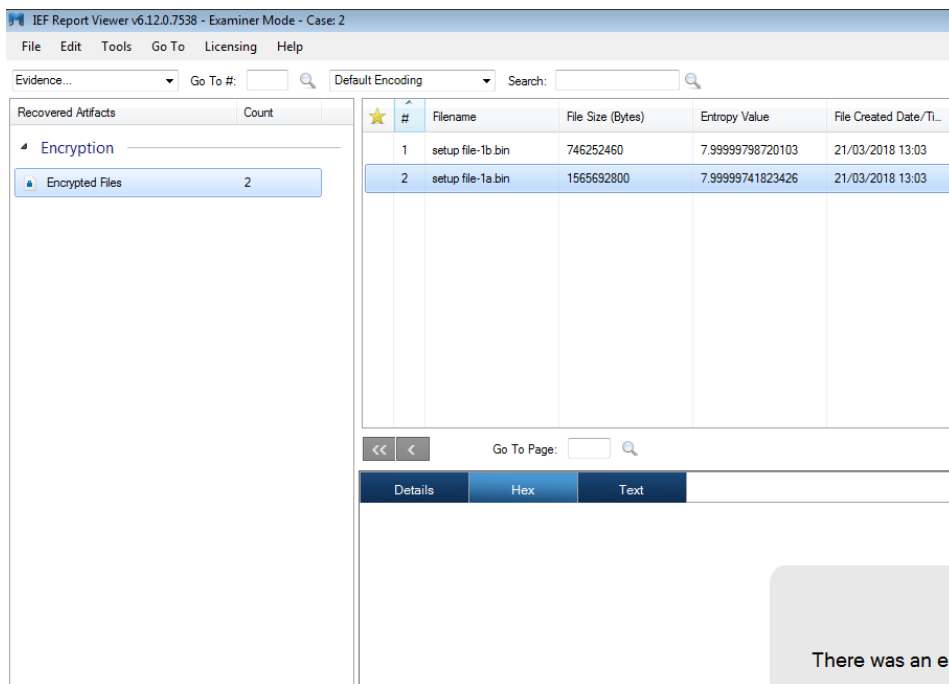 IEF Report Viewer v6.12.0.7538 - Examiner Mode - Case: 2
File Edit Tools Go To Licensing Help
Evidence... Go To #: Default Encoding Search:
Recovered Artifacts Count
Encryption
Encrypted Files 2
# Filename File Size (Bytes) Entropy Value File Created Date/Ti...
1 setup file-1b.bin 746252460 7.99999798720103 21/03/2018 13:03
2 setup file-1a.bin 1565692800 7.99999741823426 21/03/2018 13:03
<< < Go To Page:
Details Hex Text
There was an e